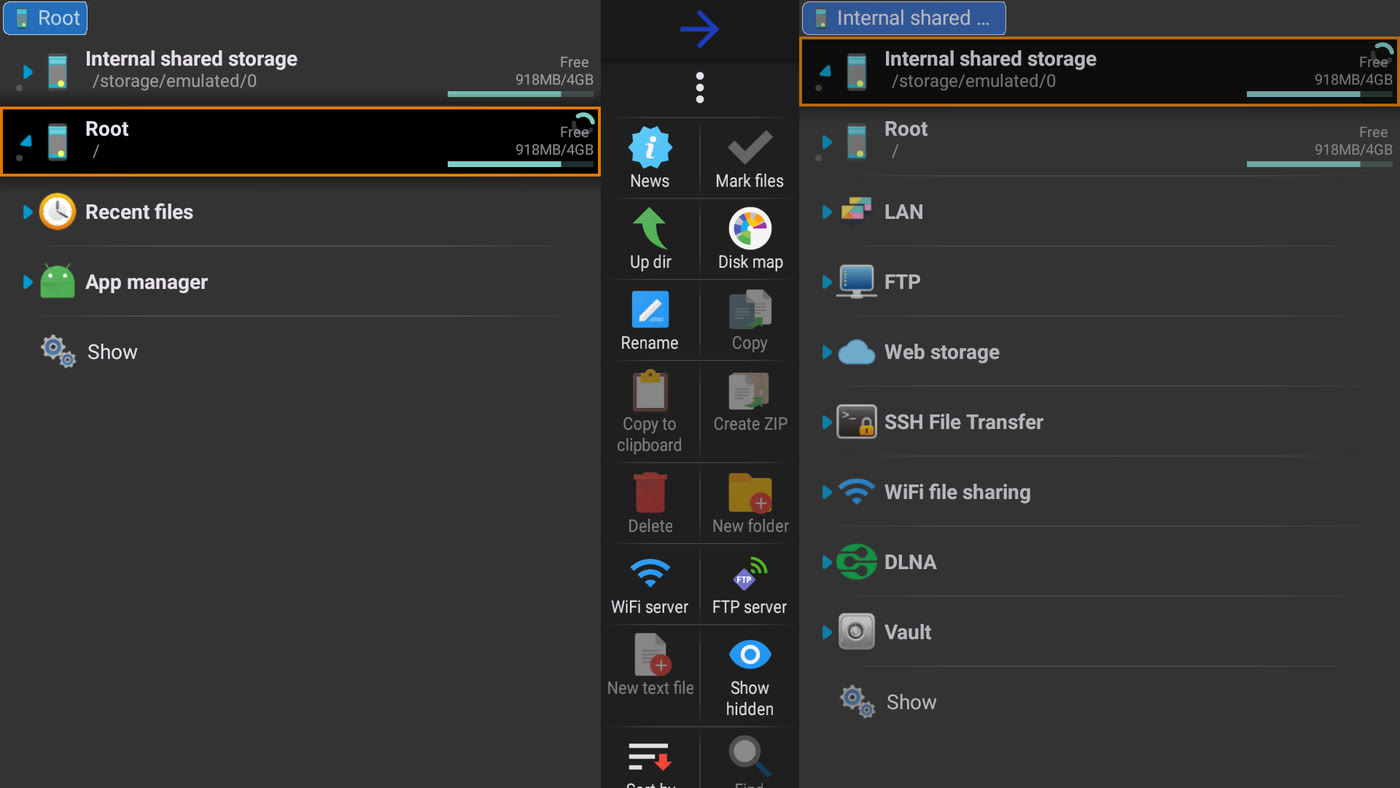 Root
Internal shared storage
/storage/emulated/0
Free
918MB/4GB
Root
/
Free
918MB/4GB
Recent files
App manager
Show
News
Mark files
Up dir
Disk map
Rename
Copy
Copy to
clipboard
Create ZIP
Delete
New folder
WiFi server
FTP
FTP server
New text file
Show
hidden
Sort by
Find
Internal shared ...
Internal shared storage
/storage/emulated/0
Free
918MB/4GB
Root
/
Free
918MB/4GB
LAN
FTP
Web storage
>_
SSH File Transfer
WiFi file sharing
DLNA
Vault
Show